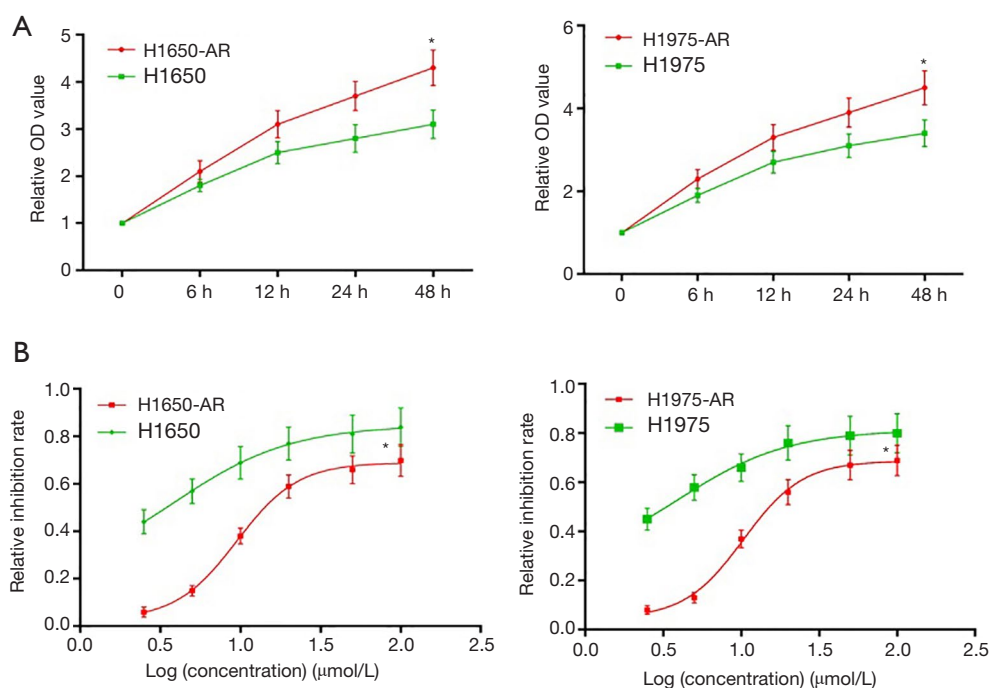 A
Relative OD value
5
4
3
2
1
0
H1650-AR
H1650
*
0
6 h
12 h
24 h
48 h
Relative OD value
6
4
2
0
H1975-AR
H1975
*
0
6 h
12 h
24 h
48 h
B
Relative inhibition rate
1.0
0.8
0.6
0.4
0.2
0.0
H1650-AR
H1650
*
0.0
0.5
1.0
1.5
2.0
2.5
Log (concentration) (μmol/L)
Relative inhibition rate
1.0
0.8
0.6
0.4
0.2
0.0
H1975-AR
H1975
*
0.0
0.5
1.0
1.5
2.0
2.5
Log (concentration) (μmol/L)